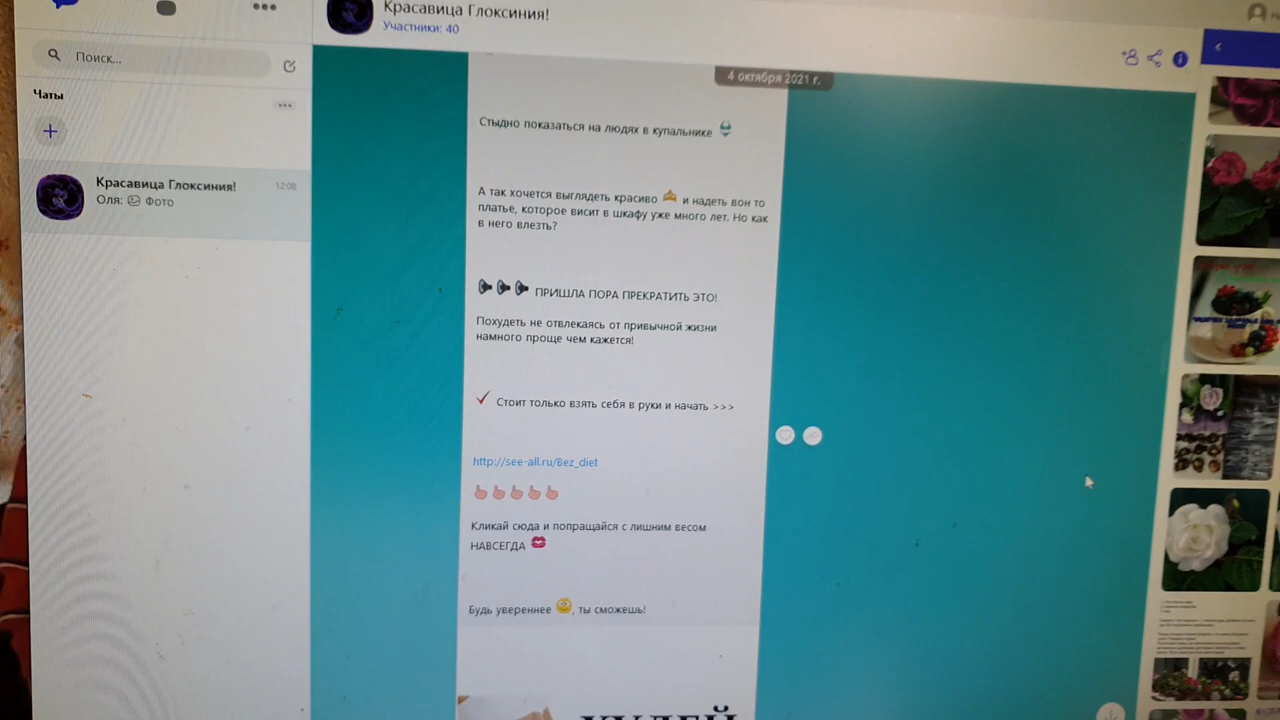 Красавица Глоксиния!
Участники: 40
Поиск...
Чаты
Красавица Глоксиния!
12:08
Оля: Фото
4 октября 2021 г.
Стыдно показаться на людях в купальнике
А так хочется выглядеть красиво и надеть вон то
платье, которое висит в шкафу уже много лет. Но как
в него влезть?
ПРИШЛА ПОРА ПРЕКРАТИТЬ ЭТО!
Похудеть не отвлекаясь от привычной жизни
намного проще чем кажется!
Стоит только взять себя в руки и начать >>>
http://see-all.ru/Bez_diet
Кликай сюда и попращайся с лишним весом
НАВСЕГДА
Будь увереннее , ты сможешь!
ХУДЕЙ